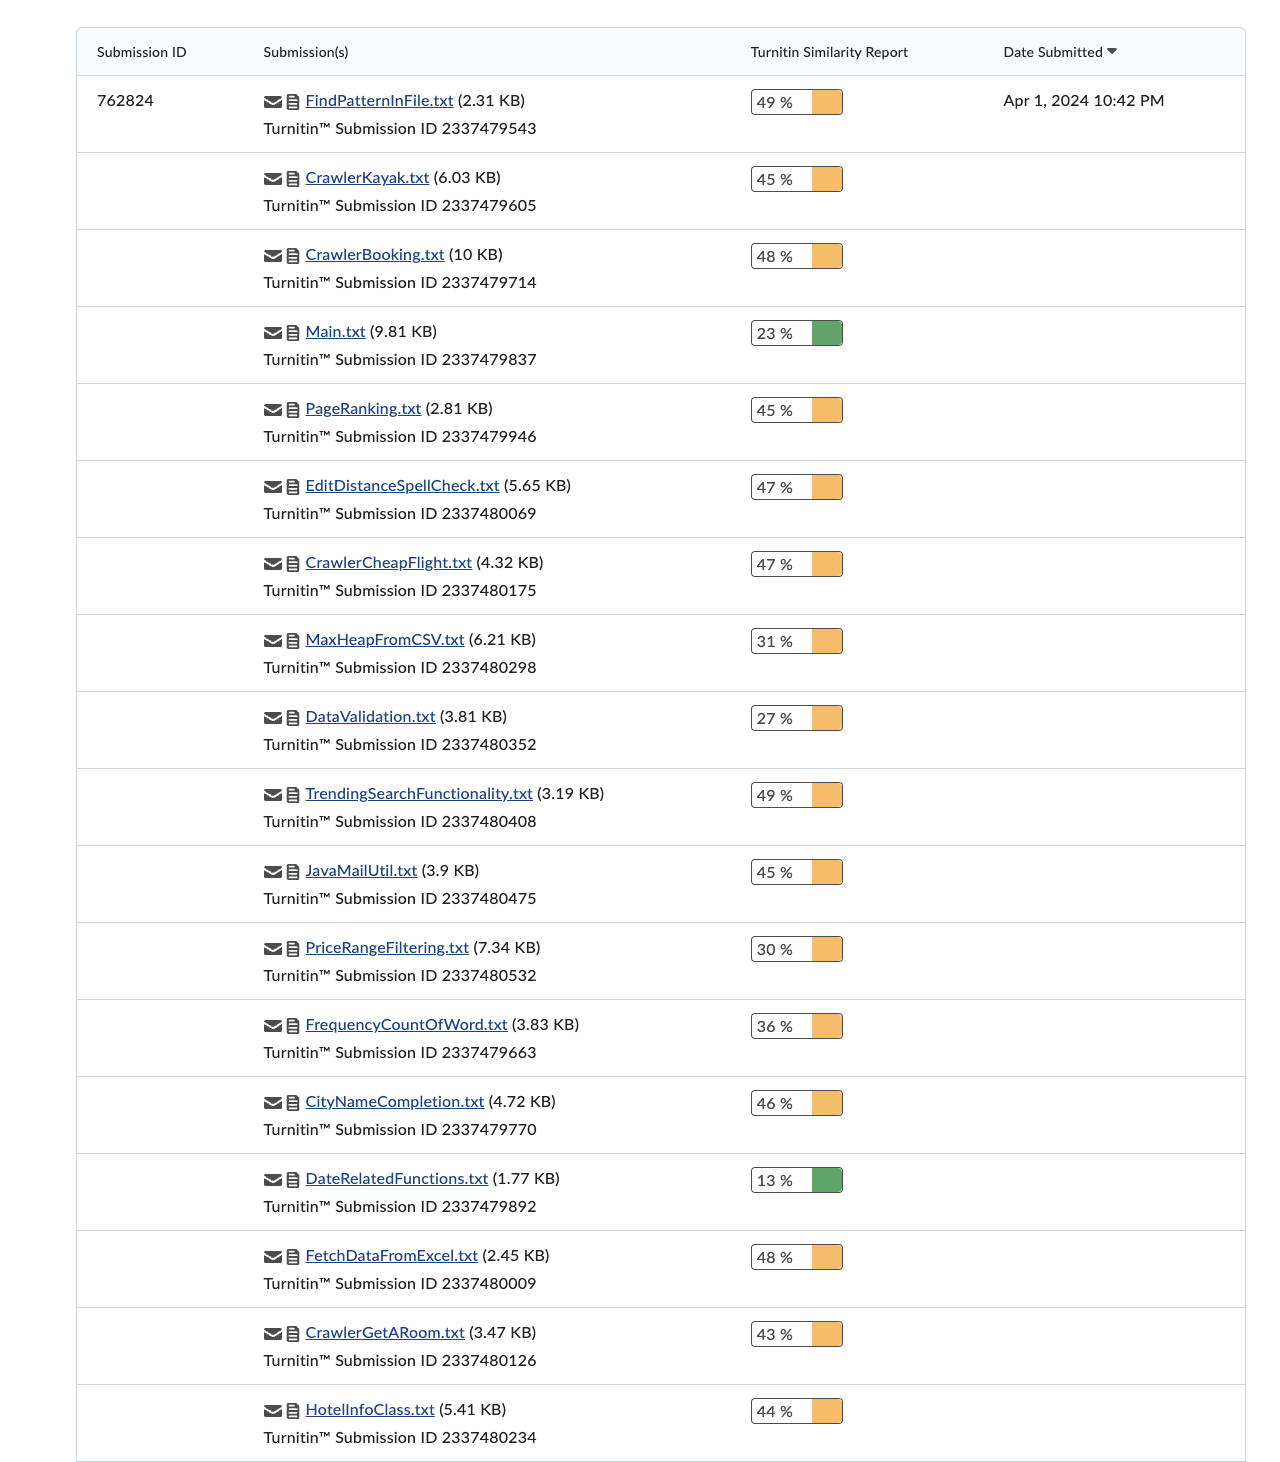 Submission ID Submission(s) Turnitin Similarity Report Date Submitted
762824 FindPatternInFile.txt (2.31 KB) 49 % Apr 1, 2024 10:42 PM
Turnitin™ Submission ID 2337479543
CrawlerKayak.txt (6.03 KB) 45 %
Turnitin™ Submission ID 2337479605
CrawlerBooking.txt (10 KB) 48 %
Turnitin™ Submission ID 2337479714
Main.txt (9.81 KB) 23 %
Turnitin™ Submission ID 2337479837
PageRanking.txt (2.81 KB) 45 %
Turnitin™ Submission ID 2337479946
EditDistanceSpellCheck.txt (5.65 KB) 47 %
Turnitin™ Submission ID 2337480069
CrawlerCheapFlight.txt (4.32 KB) 47 %
Turnitin™ Submission ID 2337480175
MaxHeapFromCSV.txt (6.21 KB) 31 %
Turnitin™ Submission ID 2337480298
DataValidation.txt (3.81 KB) 27 %
Turnitin™ Submission ID 2337480352
TrendingSearchFunctionality.txt (3.19 KB) 49 %
Turnitin™ Submission ID 2337480408
JavaMailUtil.txt (3.9 KB) 45 %
Turnitin™ Submission ID 2337480475
PriceRangeFiltering.txt (7.34 KB) 30 %
Turnitin™ Submission ID 2337480532
FrequencyCountOfWord.txt (3.83 KB) 36 %
Turnitin™ Submission ID 2337479663
CityNameCompletion.txt (4.72 KB) 46 %
Turnitin™ Submission ID 2337479770
DateRelatedFunctions.txt (1.77 KB) 13 %
Turnitin™ Submission ID 2337479892
FetchDataFromExcel.txt (2.45 KB) 48 %
Turnitin™ Submission ID 2337480009
CrawlerGetARoom.txt (3.47 KB) 43 %
Turnitin™ Submission ID 2337480126
HotelInfoClass.txt (5.41 KB) 44 %
Turnitin™ Submission ID 2337480234